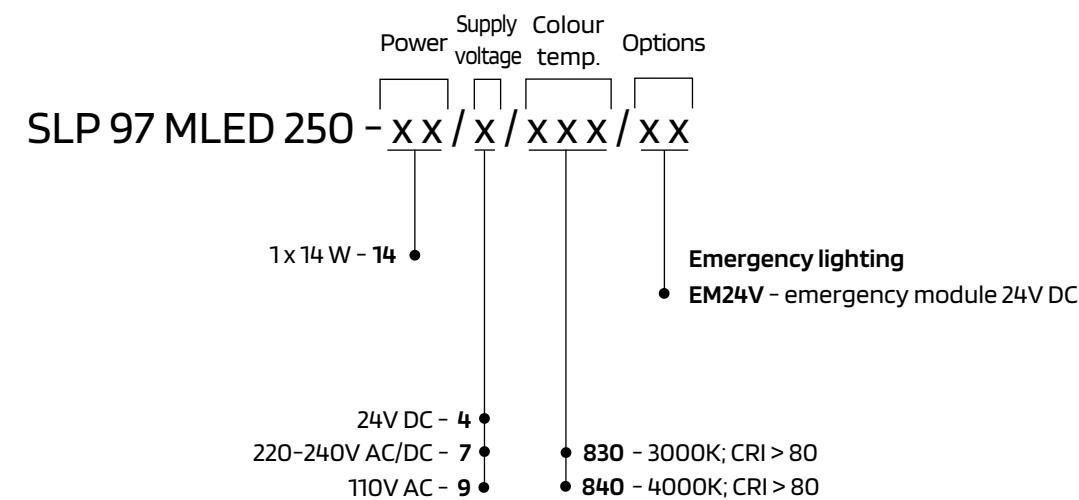 Power Supply voltage Colour temp. Options
SLP 97 MLED 250 - x x / x / x x x / x x
1 x 14 W - 14
Emergency lighting
EM24V - emergency module 24V DC
24V DC - 4
220-240V AC/DC - 7
830 - 3000K; CRI > 80
110V AC - 9
840 - 4000K; CRI > 80